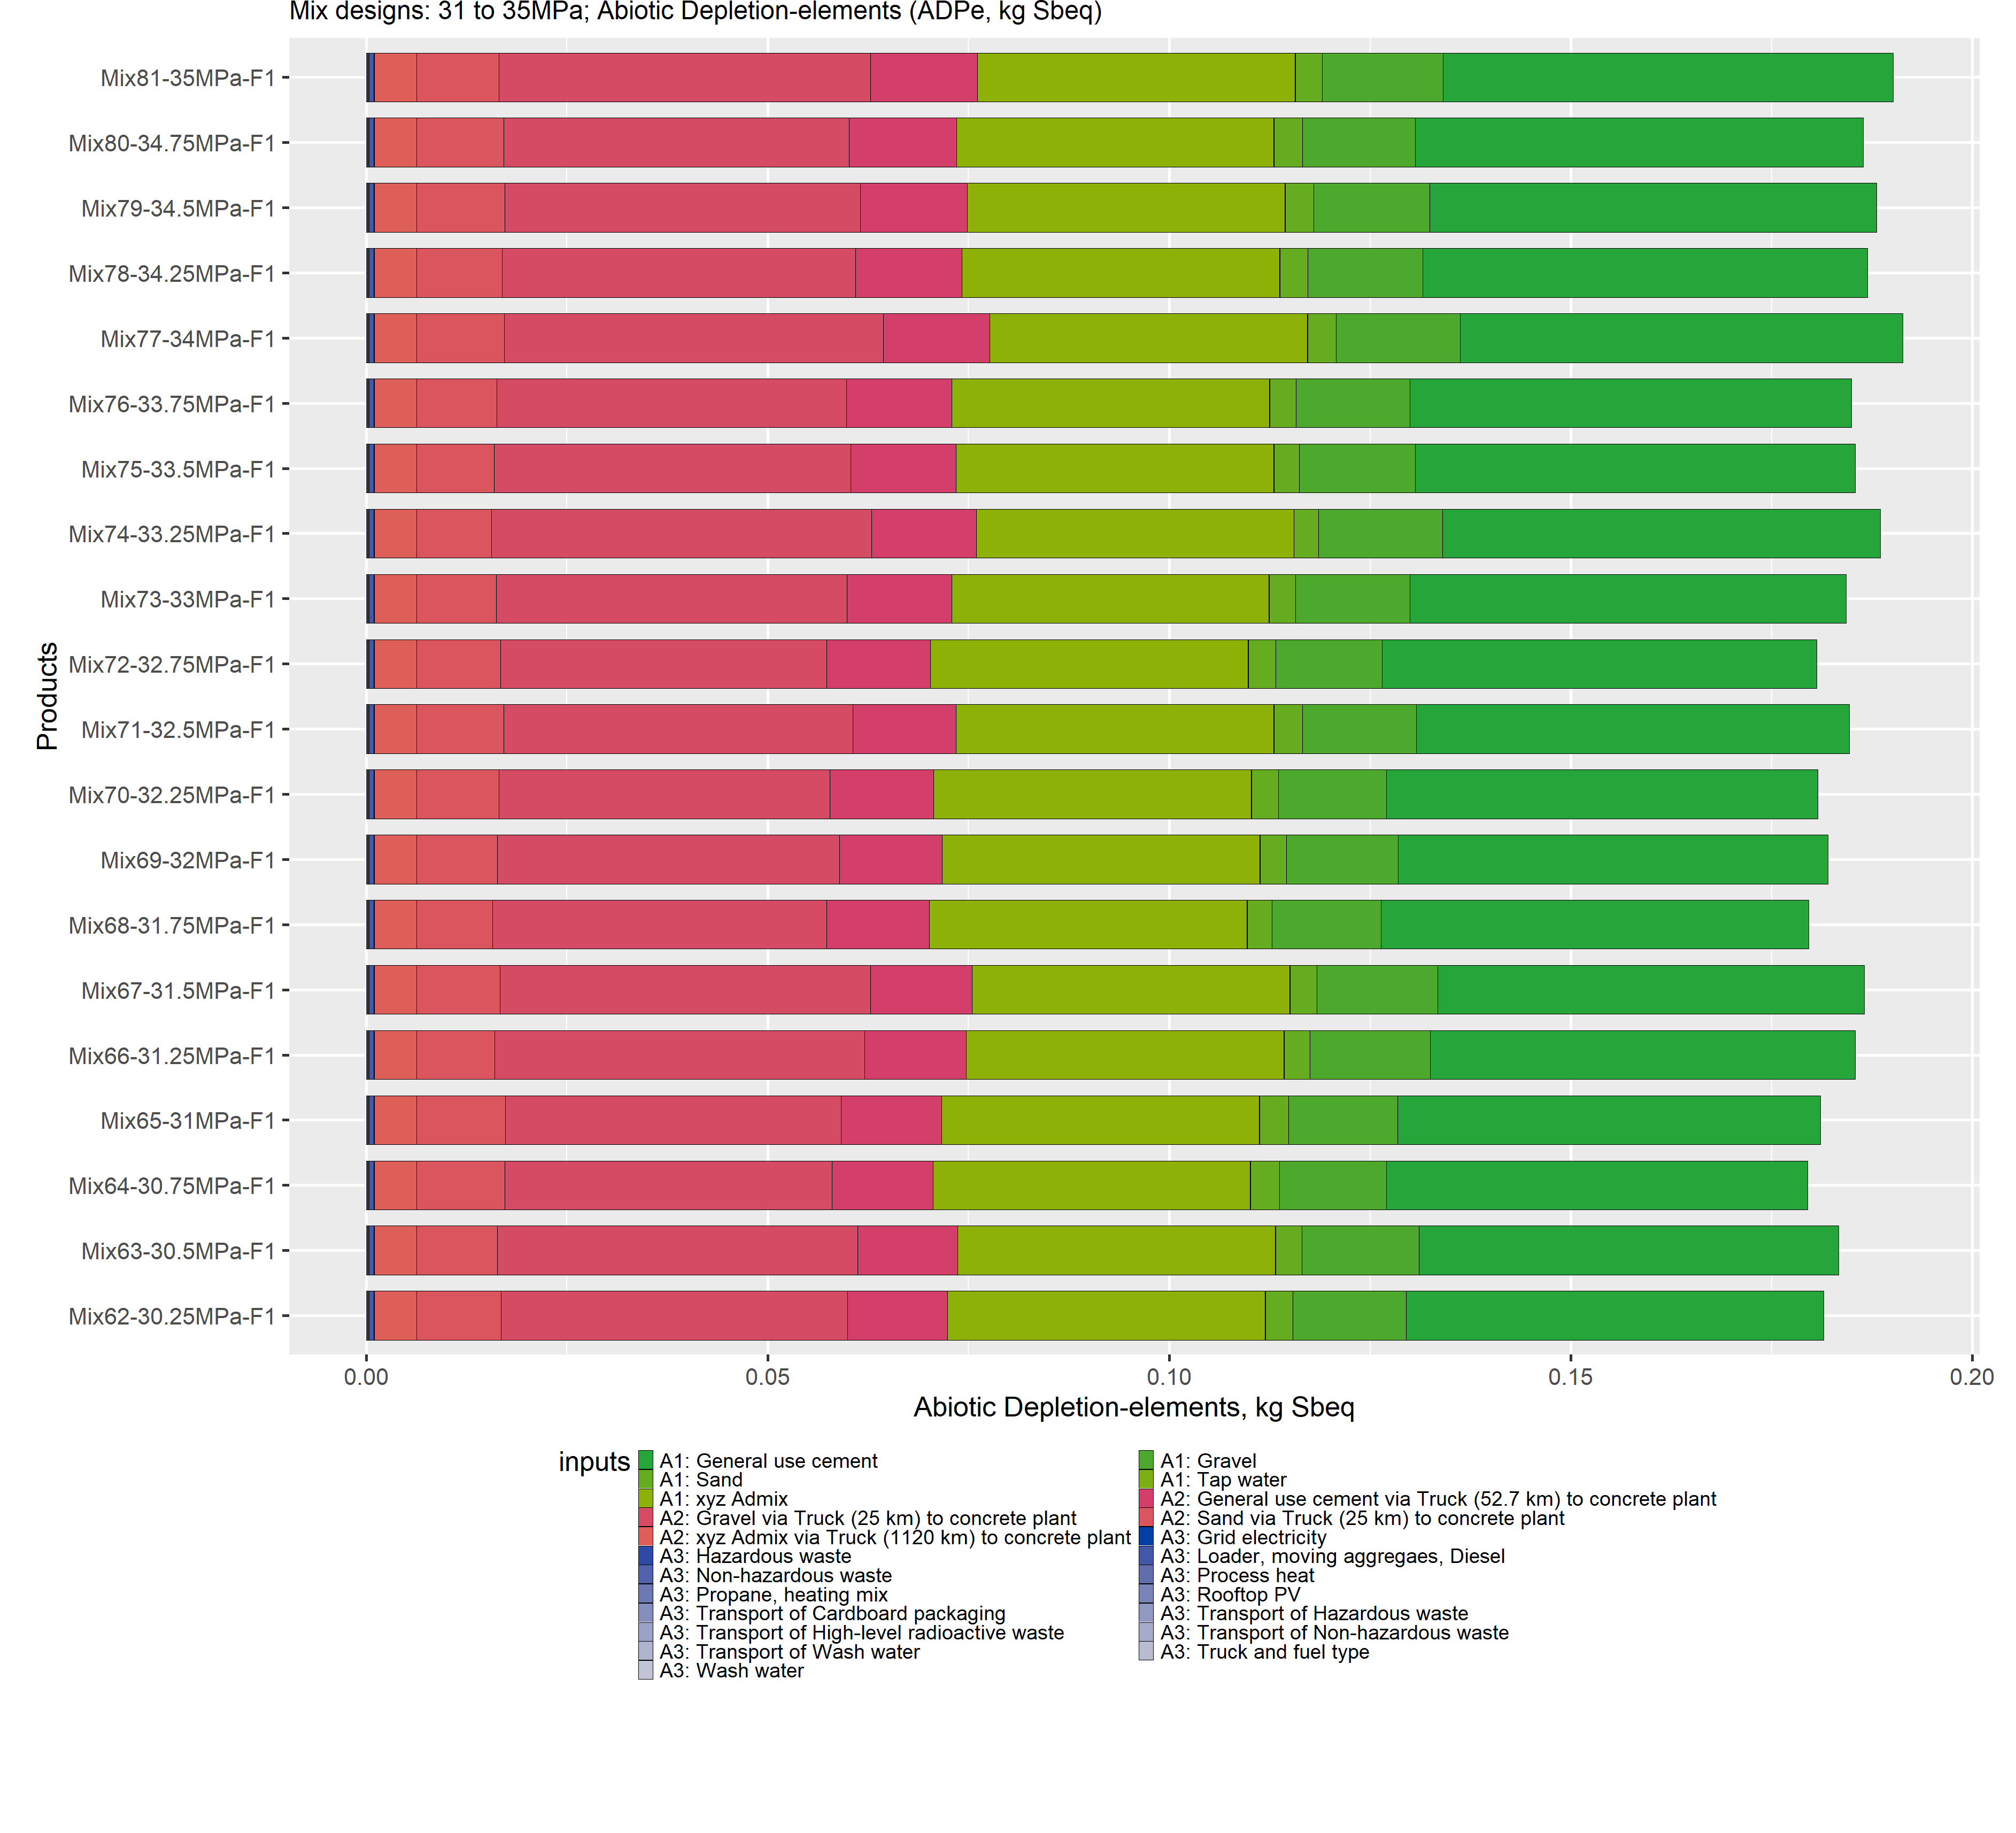 Mix designs: 31 to 35MPa; Abiotic Depletion-elements (ADPe, kg Sbeq)
Products
Mix81-35MPa-F1
Mix80-34.75MPa-F1
Mix79-34.5MPa-F1
Mix78-34.25MPa-F1
Mix77-34MPa-F1
Mix76-33.75MPa-F1
Mix75-33.5MPa-F1
Mix74-33.25MPa-F1
Mix73-33MPa-F1
Mix72-32.75MPa-F1
Mix71-32.5MPa-F1
Mix70-32.25MPa-F1
Mix69-32MPa-F1
Mix68-31.75MPa-F1
Mix67-31.5MPa-F1
Mix66-31.25MPa-F1
Mix65-31MPa-F1
Mix64-30.75MPa-F1
Mix63-30.5MPa-F1
Mix62-30.25MPa-F1
0.00 0.05 0.10 0.15 0.20
Abiotic Depletion-elements, kg Sbeq
inputs
A1: General use cement A1: Gravel
A1: Sand A1: Tap water
A1: xyz Admix A2: General use cement via Truck (52.7 km) to concrete plant
A2: Gravel via Truck (25 km) to concrete plant A2: Sand via Truck (25 km) to concrete plant
A2: xyz Admix via Truck (1120 km) to concrete plant A3: Grid electricity
A3: Hazardous waste A3: Loader, moving aggregaes, Diesel
A3: Non-hazardous waste A3: Process heat
A3: Propane, heating mix A3: Rooftop PV
A3: Transport of Cardboard packaging A3: Transport of Hazardous waste
A3: Transport of High-level radioactive waste A3: Transport of Non-hazardous waste
A3: Transport of Wash water A3: Truck and fuel type
A3: Wash water